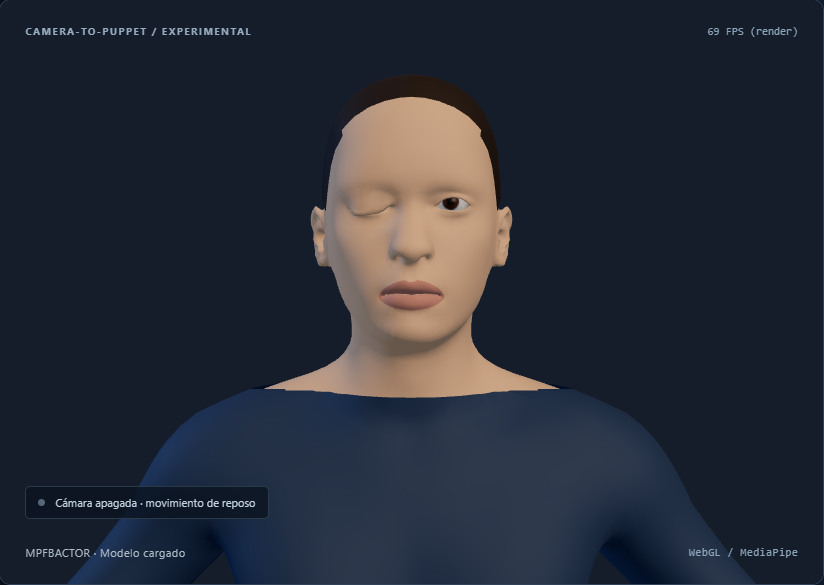 CAMERA-TO-PUPPET / EXPERIMENTAL
69 FPS (render)
Cámara apagada · movimiento de reposo
MPFBACTOR · Modelo cargado
WebGL / MediaPipe